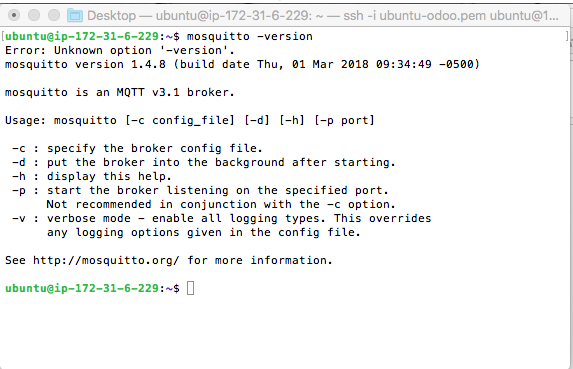 Desktop — ubuntu@ip-172-31-6-229: ~ — ssh -i ubuntu-odoo.pem ubuntu@1...
[ubuntu@ip-172-31-6-229:~$ mosquitto -version ]
Error: Unknown option '-version'.
mosquitto version 1.4.8 (build date Thu, 01 Mar 2018 09:34:49 -0500)
mosquitto is an MQTT v3.1 broker.
Usage: mosquitto [-c config_file] [-d] [-h] [-p port]
-c : specify the broker config file.
-d : put the broker into the background after starting.
-h : display this help.
-p : start the broker listening on the specified port.
Not recommended in conjunction with the -c option.
-v : verbose mode - enable all logging types. This overrides
any logging options given in the config file.
See http://mosquitto.org/ for more information.
ubuntu@ip-172-31-6-229:~$